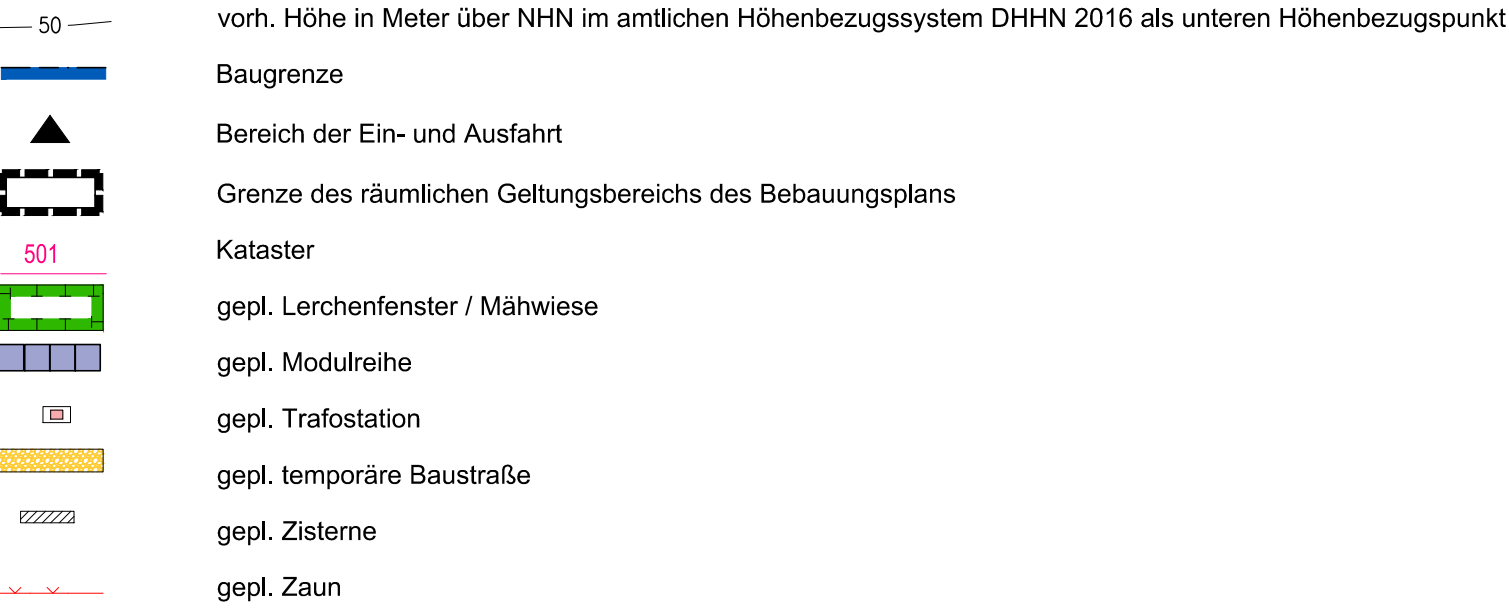 50 vorh. Höhe in Meter über NHN im amtlichen Höhenbezugssystem DHHN 2016 als unteren Höhenbezugspunkt
Baugrenze
Bereich der Ein- und Ausfahrt
Grenze des räumlichen Geltungsbereichs des Bebauungsplans
501 Kataster
gepl. Lerchenfenster / Mähwiese
gepl. Modulreihe
gepl. Trafostation
gepl. temporäre Baustraße
gepl. Zisterne
gepl. Zaun